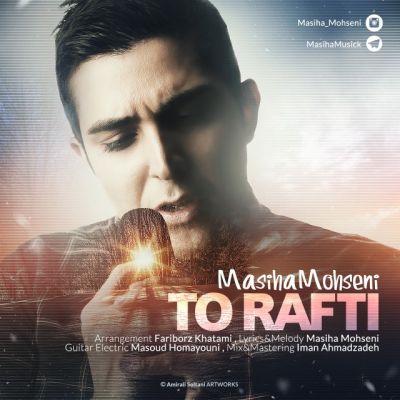 Masiha_Mohseni
MasihaMusick
MasihaMohseni
TO RAFTI
Arrangement Fariborz Khatami , Lyrics&Melody Masiha Mohseni
Guitar Electric Masoud Homayouni , Mix&Mastering Iman Ahmadzadeh
© Amirali Soltani ARTWORKS